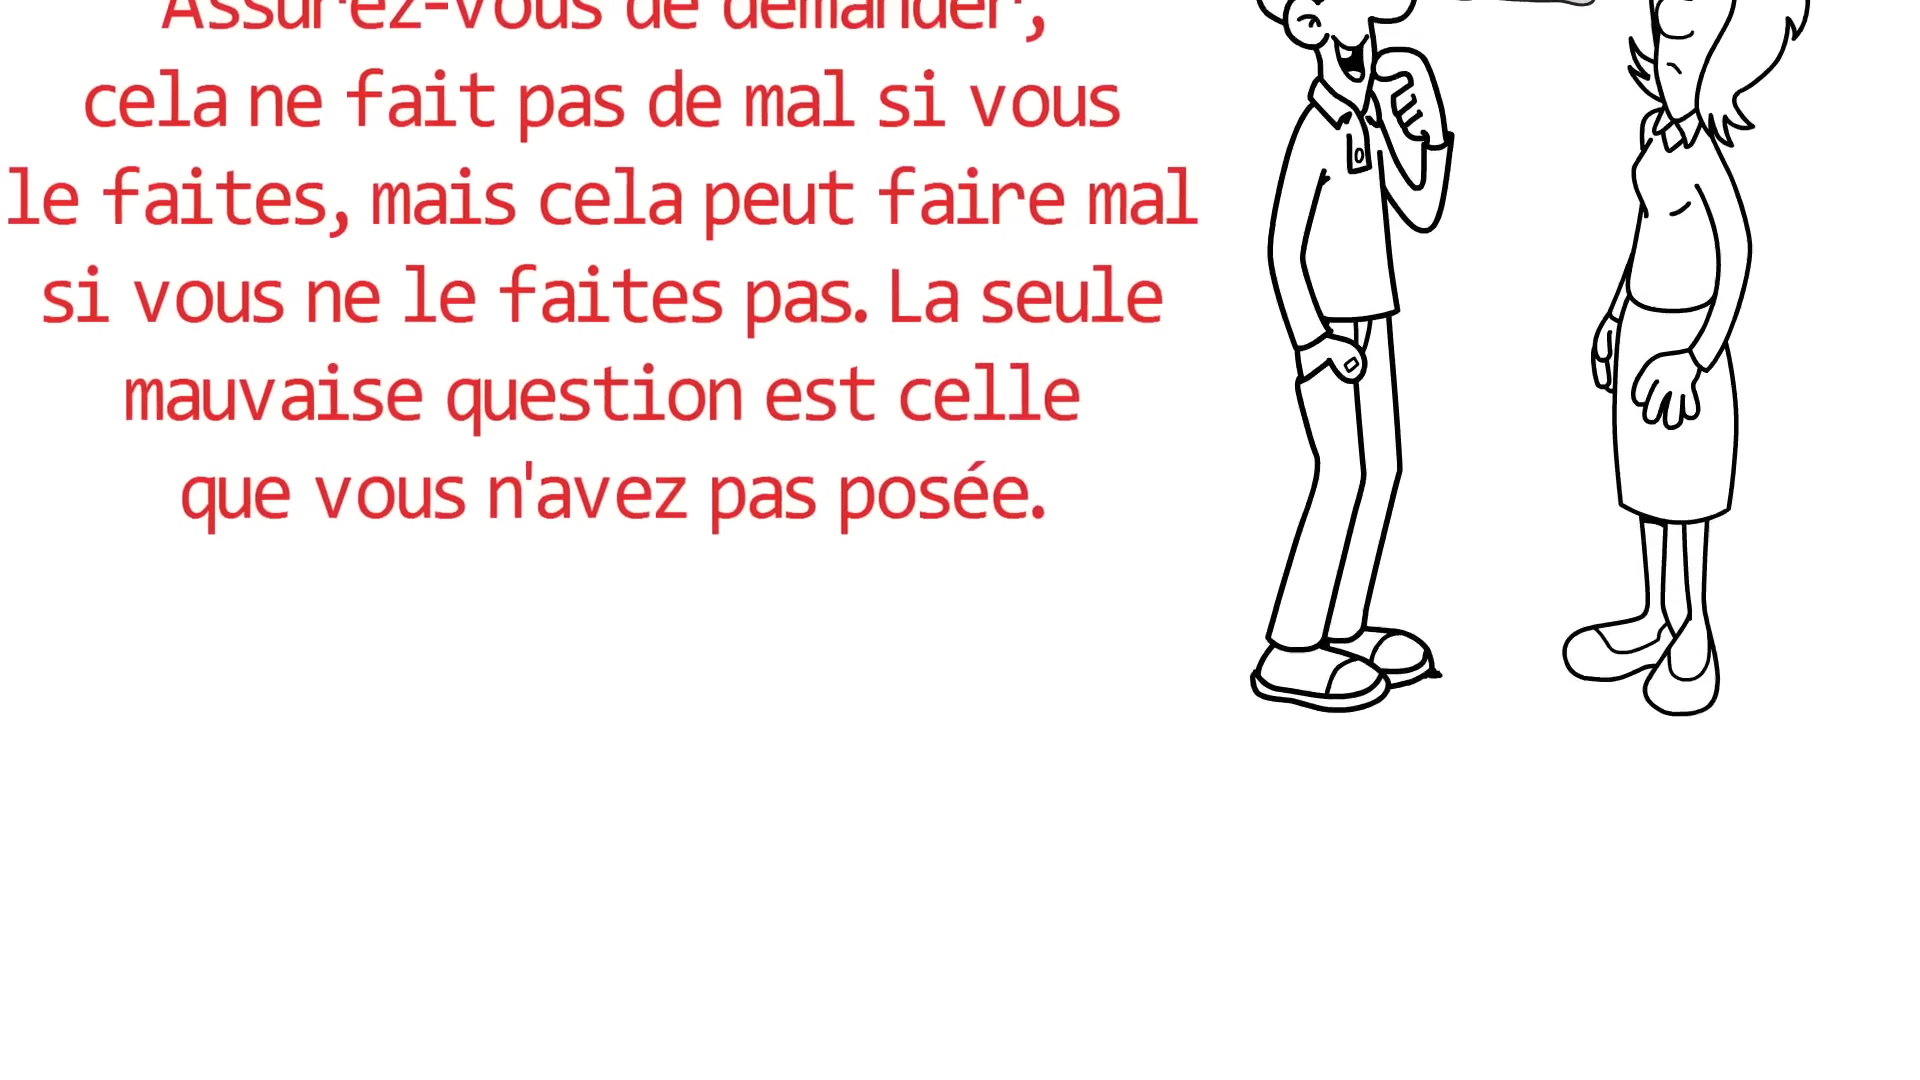 Assurez-vous de demander,
cela ne fait pas de mal si vous
le faites, mais cela peut faire mal
si vous ne le faites pas. La seule
mauvaise question est celle
que vous n'avez pas posée.